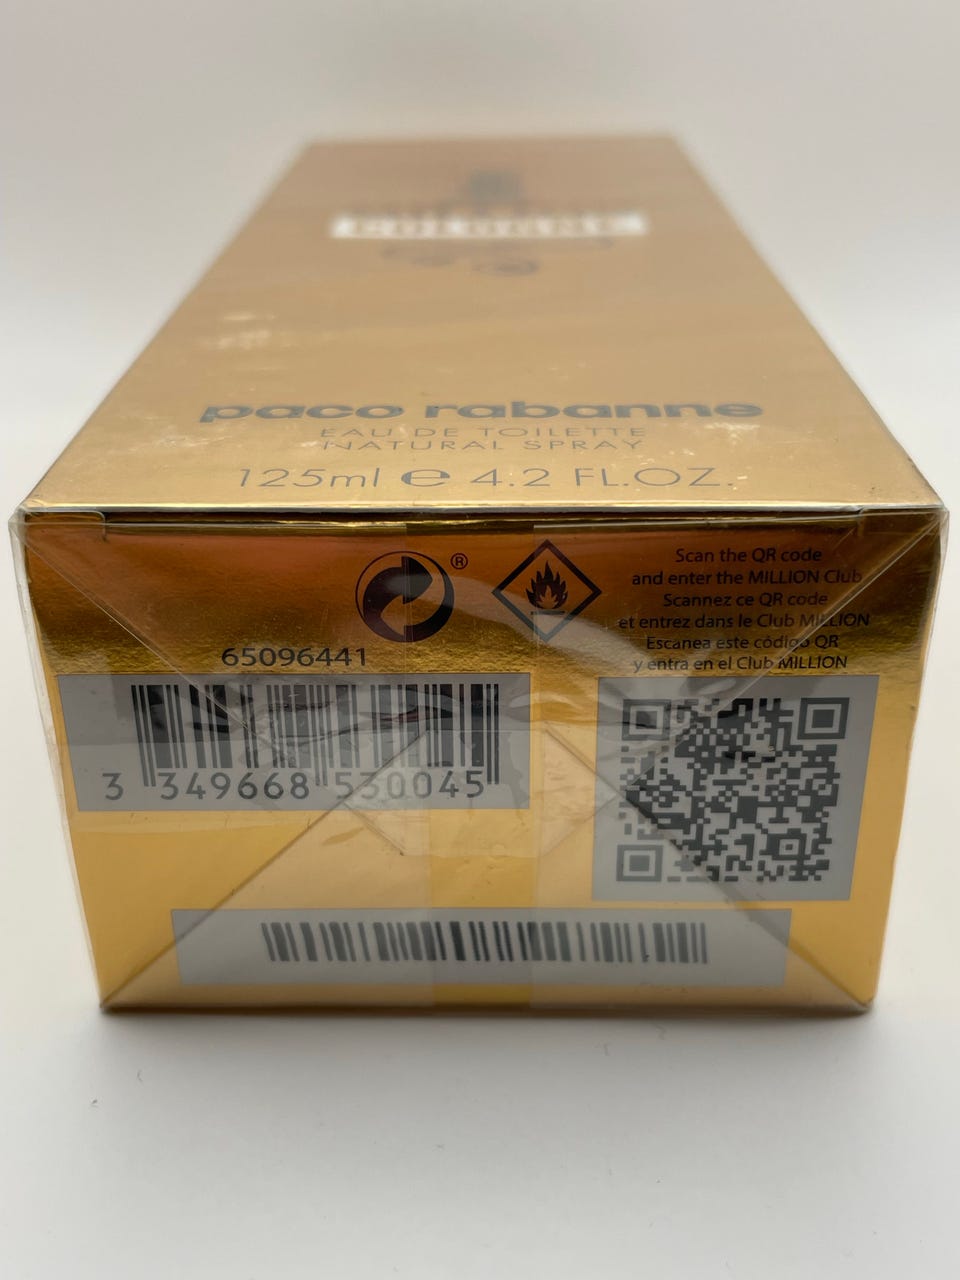 COLOGNE
paco rabanne
EAU DE TOILETTE
NATURAL SPRAY
125ml e 4.2 FL.OZ.
®
Scan the QR code
and enter the MILLION Club
Scannez ce QR code
et entrez dans le Club MILLION
Escanea este código QR
y entra en el Club MILLION
65096441
3 349668 530045